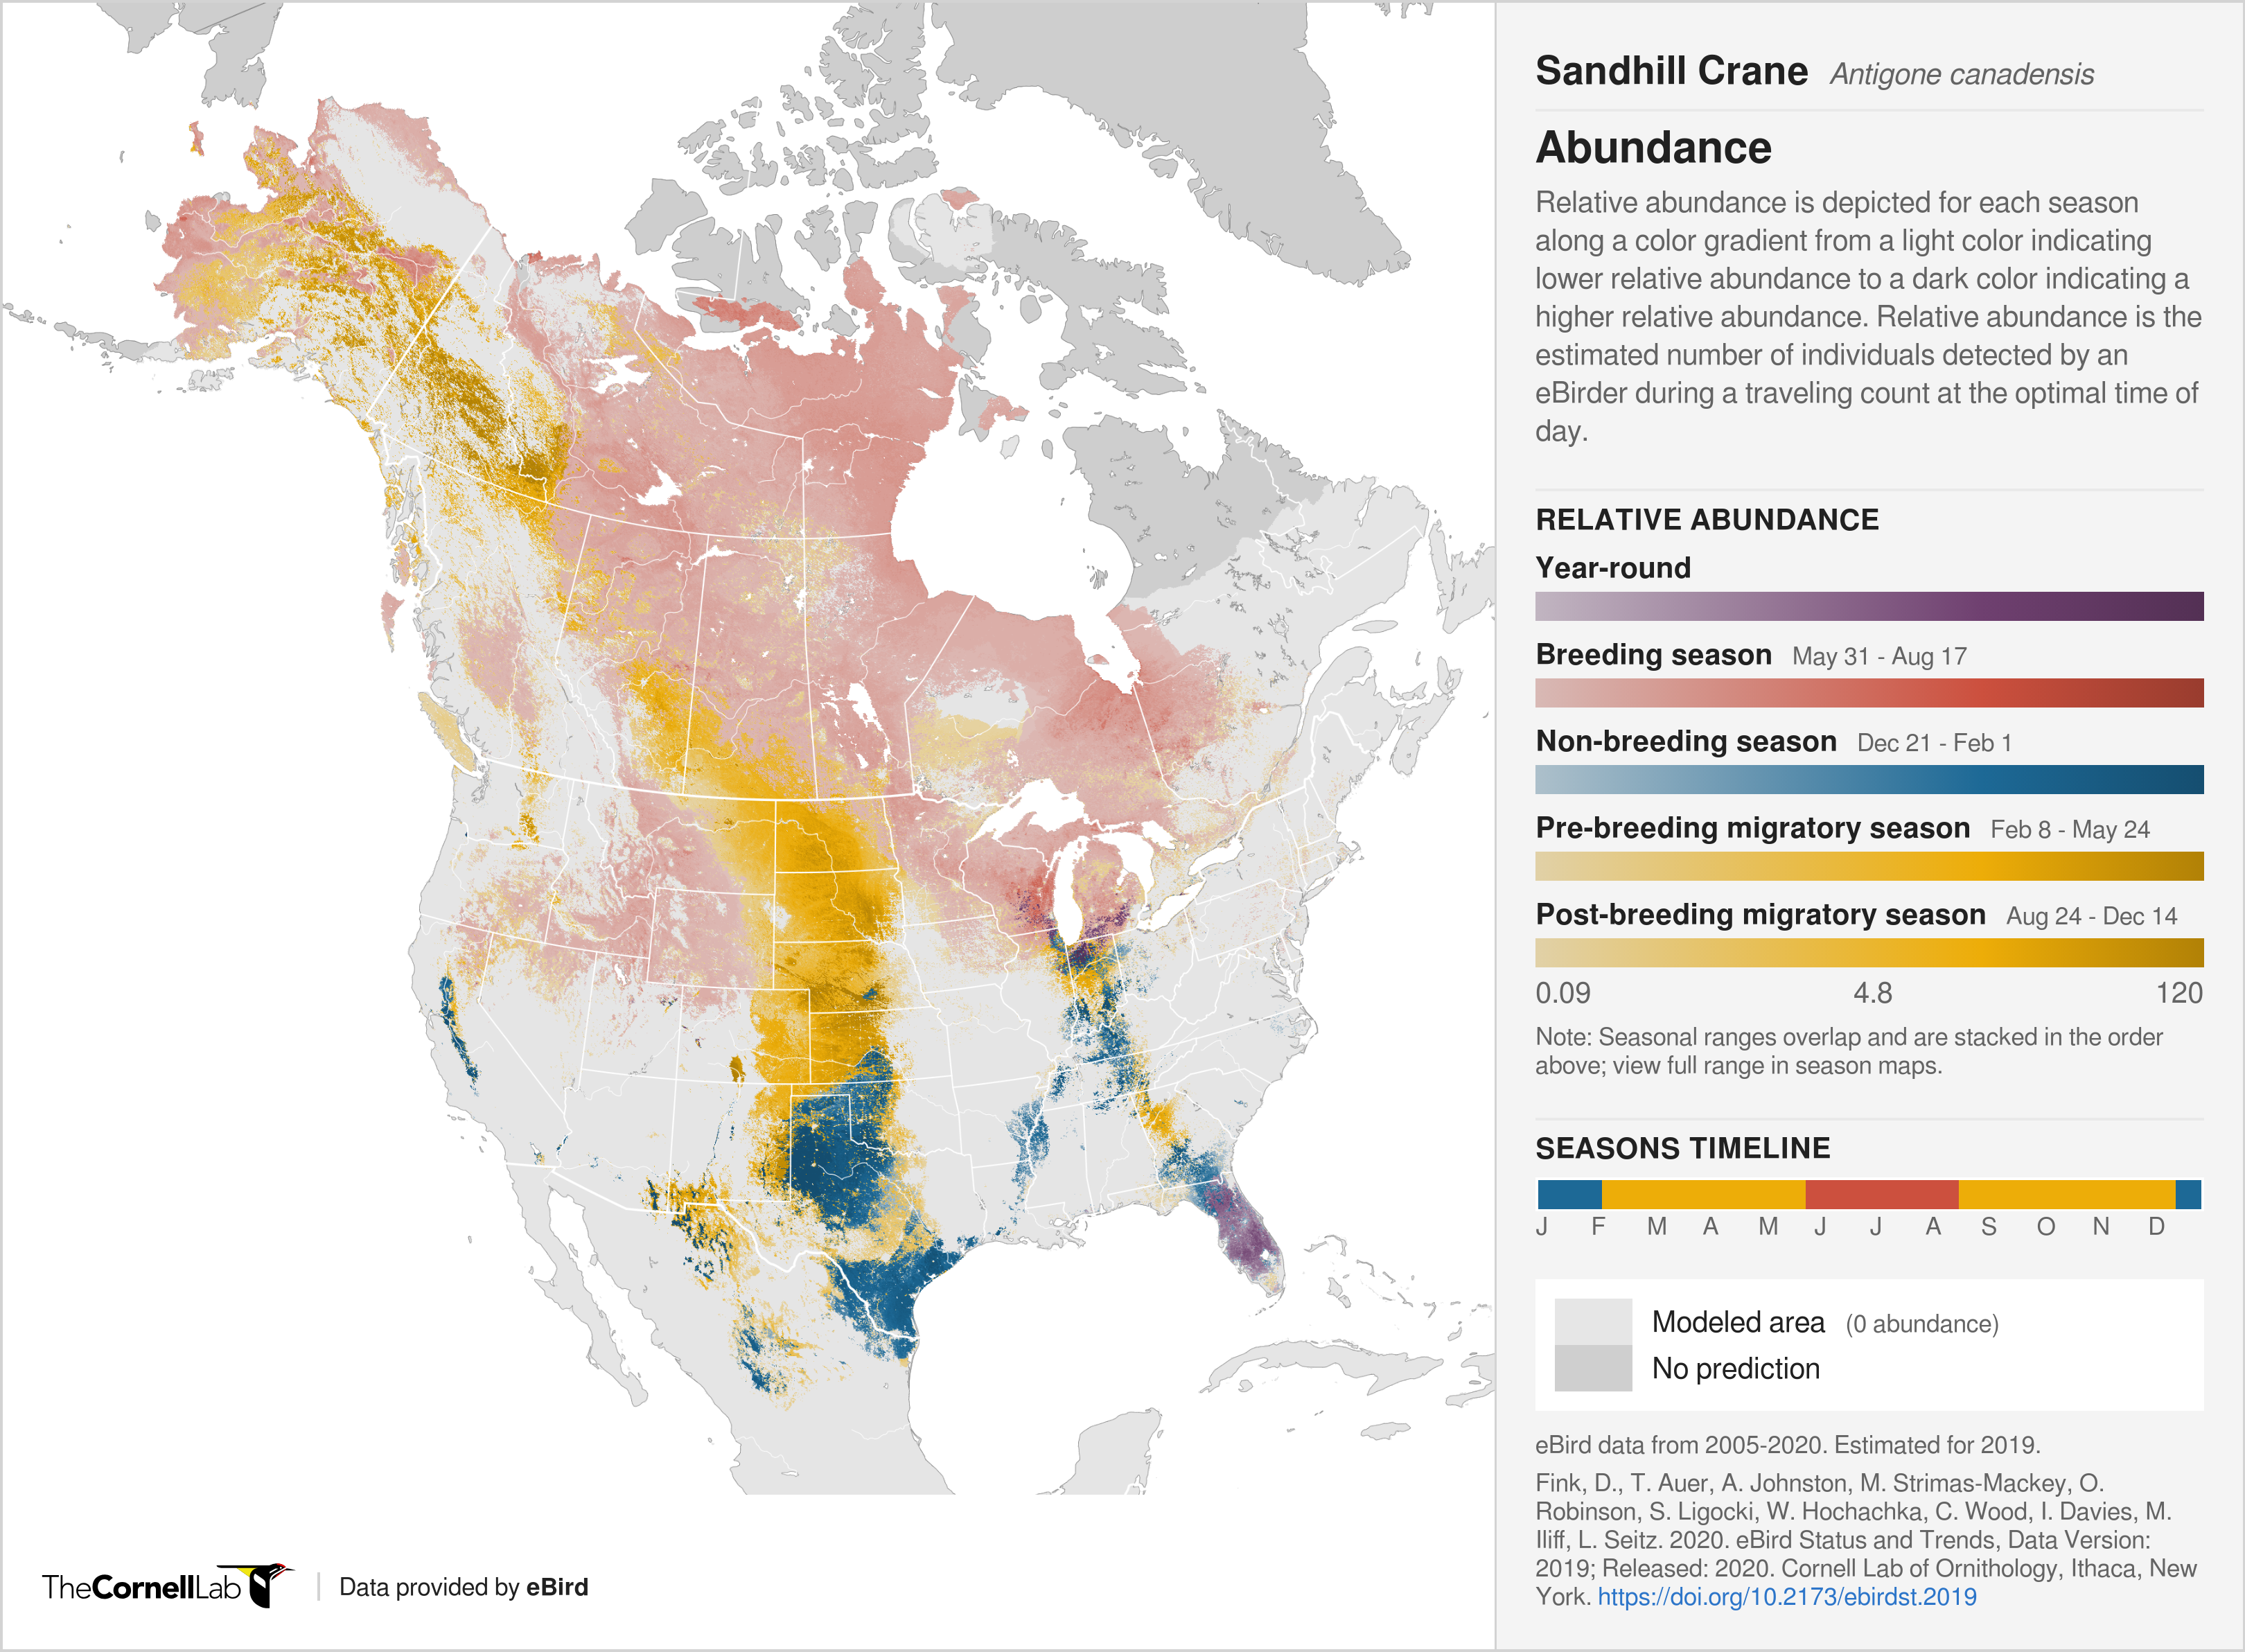 Sandhill Crane Antigone canadensis
Abundance
Relative abundance is depicted for each season
along a color gradient from a light color indicating
lower relative abundance to a dark color indicating a
higher relative abundance. Relative abundance is the
estimated number of individuals detected by an
eBirder during a traveling count at the optimal time of
day.
RELATIVE ABUNDANCE
Year-round
Breeding season May 31 - Aug 17
Non-breeding season Dec 21 - Feb 1
Pre-breeding migratory season Feb 8 - May 24
Post-breeding migratory season Aug 24 - Dec 14
0.09 4.8 120
Note: Seasonal ranges overlap and are stacked in the order
above; view full range in season maps.
SEASONS TIMELINE
J F M A M J J A S O N D
Modeled area (0 abundance)
No prediction
eBird data from 2005-2020. Estimated for 2019.
Fink, D., T. Auer, A. Johnston, M. Strimas-Mackey, O.
Robinson, S. Ligocki, W. Hochachka, C. Wood, I. Davies, M.
Iliff, L. Seitz. 2020. eBird Status and Trends, Data Version:
2019; Released: 2020. Cornell Lab of Ornithology, Ithaca, New
York. https://doi.org/10.2173/ebirdst.2019
TheCornellLab | Data provided by eBird